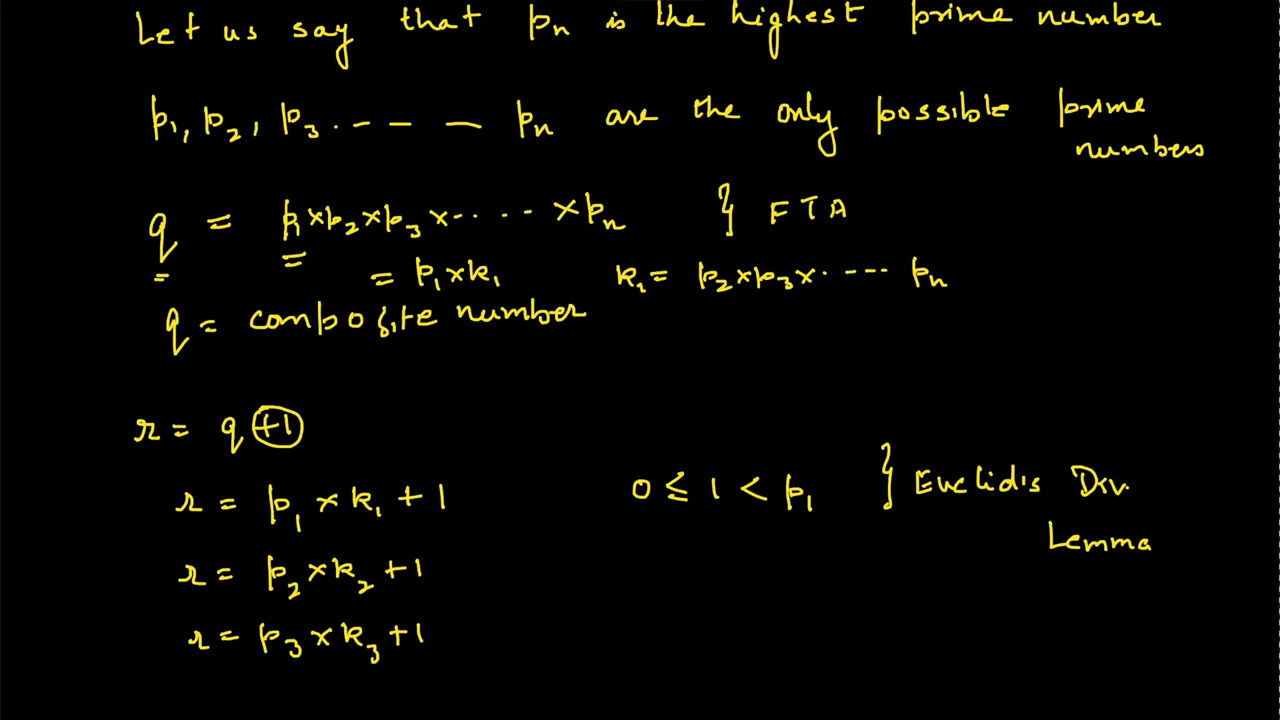 Let us say that pₙ is the highest prime number
p₁, p₂, p₃ . - - — pₙ are the only possible prime
numbers
q = p₁ × p₂ × p₃ × . . . . - - × pₙ } F T A
= p₁ × k₁ k₁ = p₂ × p₃ × . - - - pₙ
q = composite number
r = q +1
r = p₁ × k₁ + 1 0 ≤ 1 < p₁ } Euclid's Div.
Lemma
r = p₂ × k₂ + 1
r = p₃ × k₃ + 1